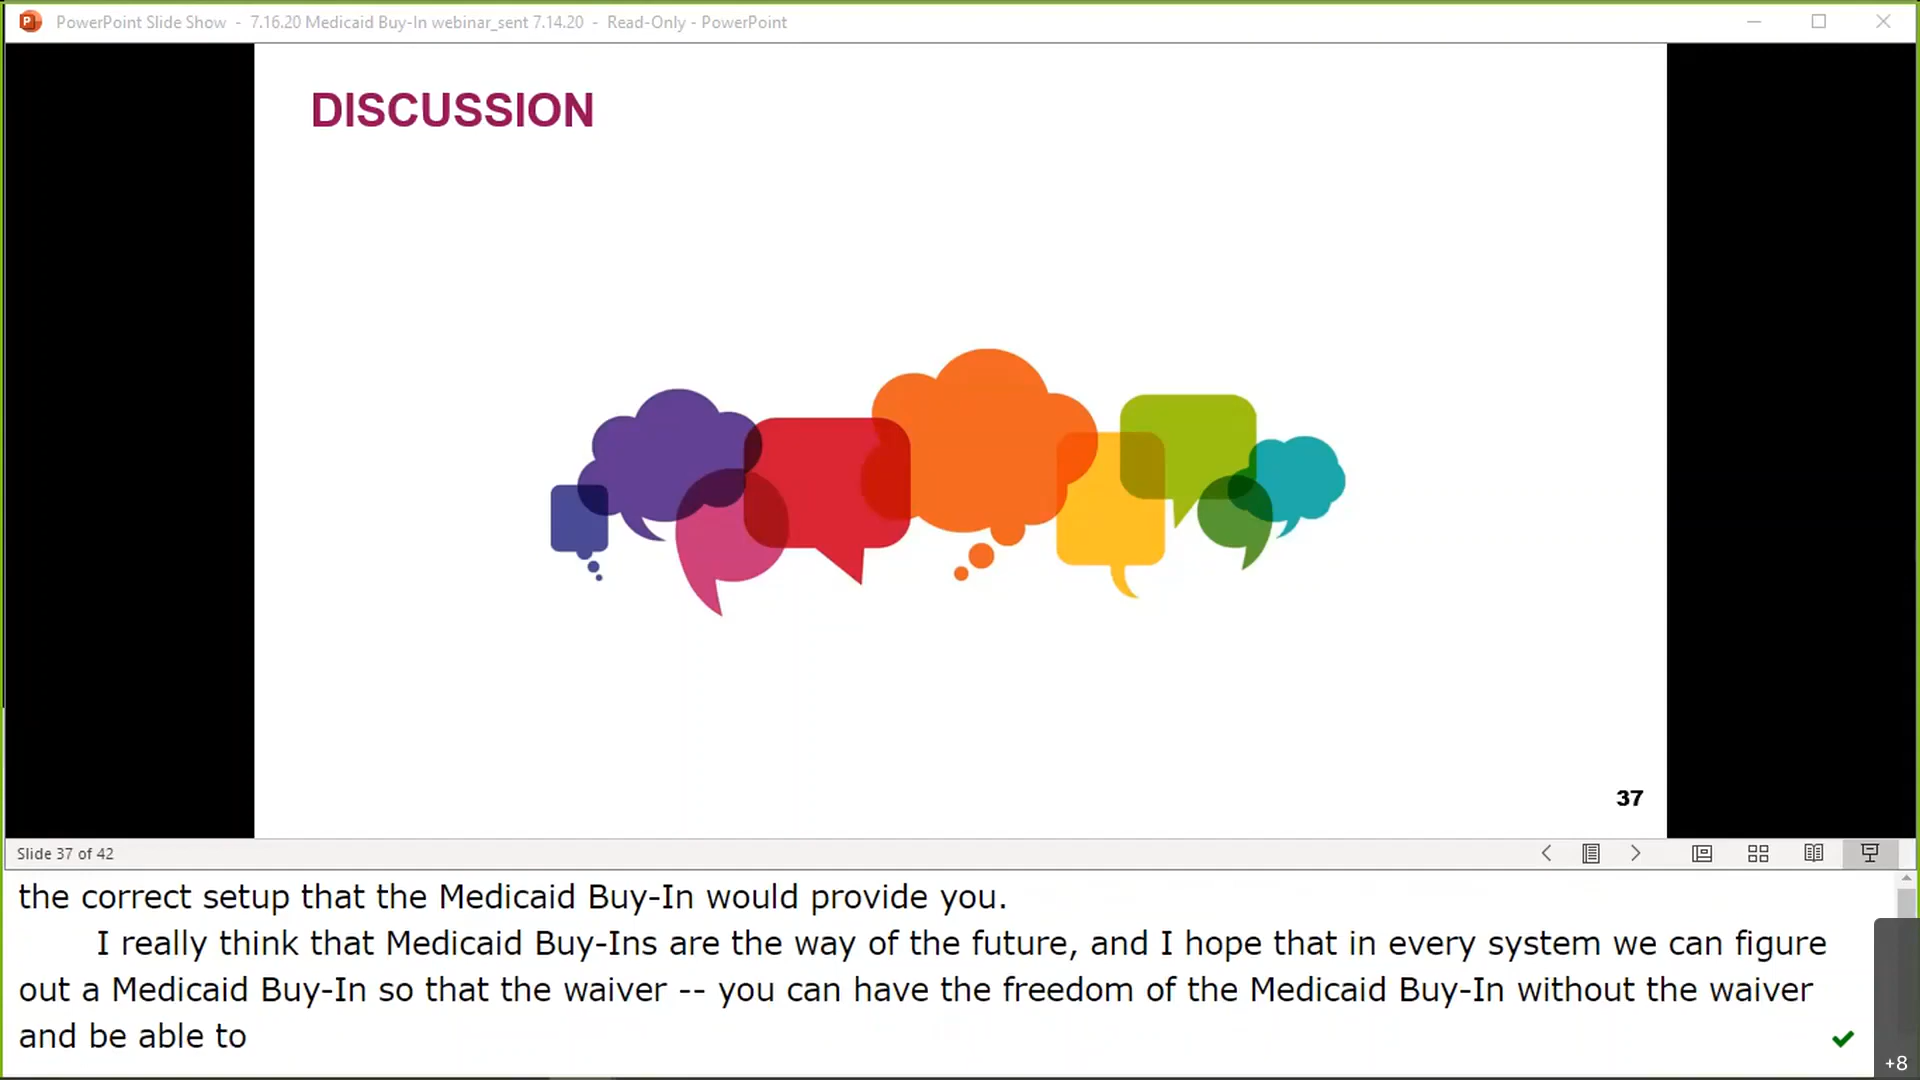 PowerPoint Slide Show - 7.16.20 Medicaid Buy-In webinar_sent 7.14.20 - Read-Only - PowerPoint
DISCUSSION
37
Slide 37 of 42
the correct setup that the Medicaid Buy-In would provide you.
I really think that Medicaid Buy-Ins are the way of the future, and I hope that in every system we can figure
out a Medicaid Buy-In so that the waiver -- you can have the freedom of the Medicaid Buy-In without the waiver
and be able to
+8